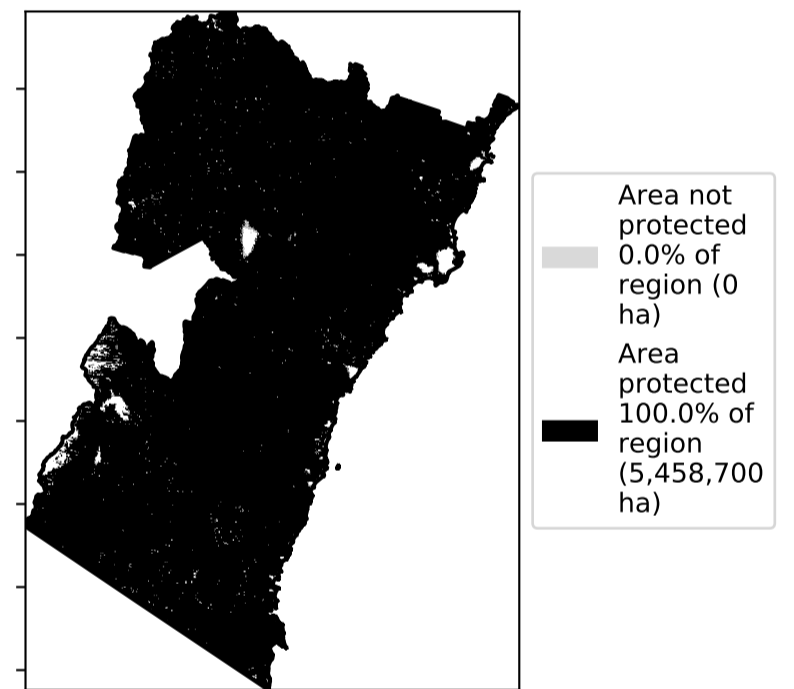 Area not
protected
0.0% of
region (0
ha)
Area
protected
100.0% of
region
(5,458,700
ha)